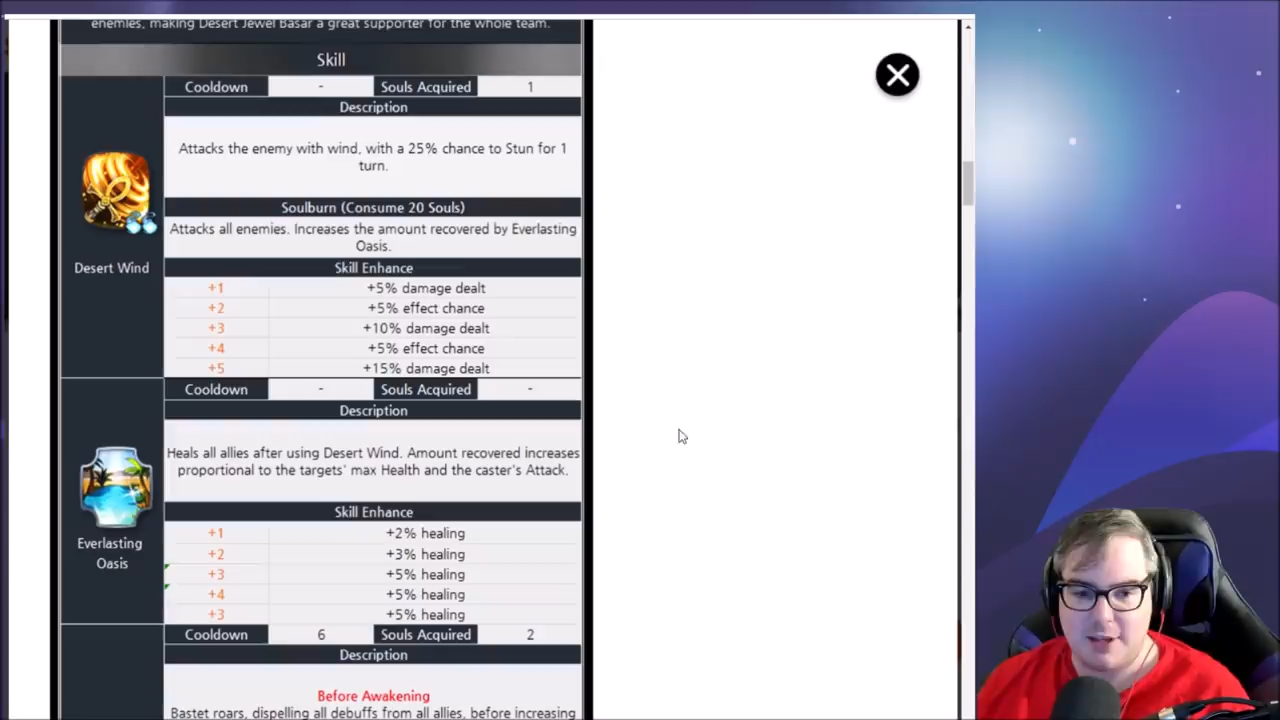 enemies, making Desert Jewel Basar a great supporter for the whole team.
Skill
Cooldown - Souls Acquired 1
Description
Attacks the enemy with wind, with a 25% chance to Stun for 1
turn.
Soulburn (Consume 20 Souls)
Attacks all enemies. Increases the amount recovered by Everlasting
Oasis.
Desert Wind
Skill Enhance
+1 +5% damage dealt
+2 +5% effect chance
+3 +10% damage dealt
+4 +5% effect chance
+5 +15% damage dealt
Cooldown - Souls Acquired -
Description
Heals all allies after using Desert Wind. Amount recovered increases
proportional to the targets' max Health and the caster's Attack.
Everlasting
Oasis
Skill Enhance
+1 +2% healing
+2 +3% healing
+3 +5% healing
+4 +5% healing
+3 +5% healing
Cooldown 6 Souls Acquired 2
Description
Before Awakening
Bastet roars, dispelling all debuffs from all allies, before increasing